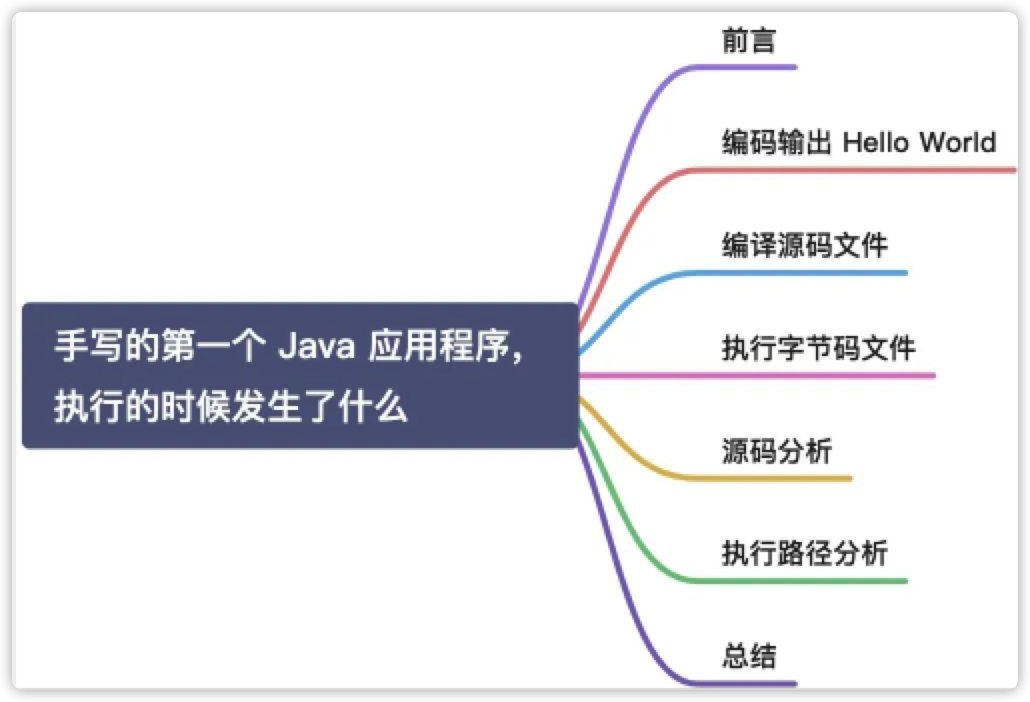 前言
编码输出 Hello World
编译源码文件
手写的第一个 Java 应用程序，
执行的时候发生了什么
执行字节码文件
源码分析
执行路径分析
总结